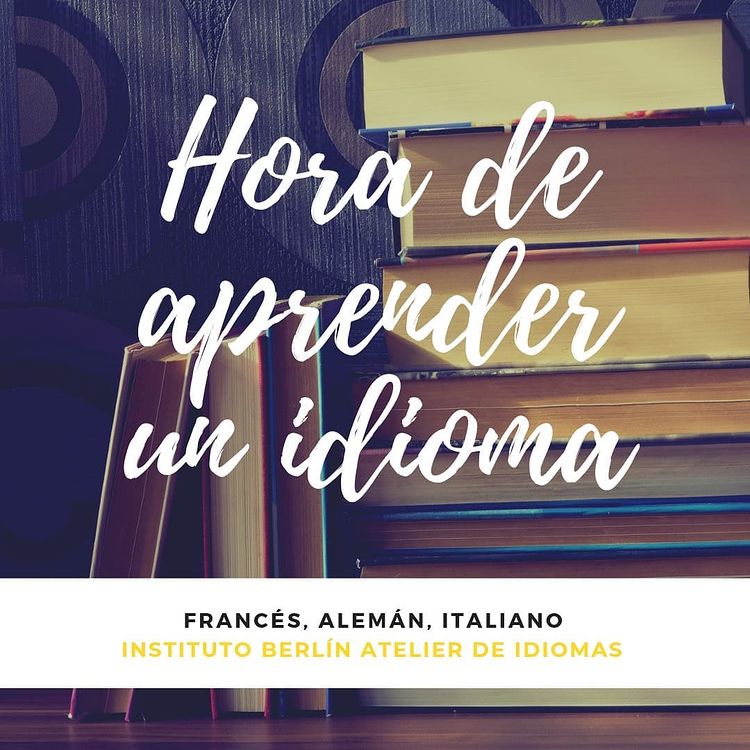 Hora de
aprender
un idioma
FRANCÉS, ALEMÁN, ITALIANO
INSTITUTO BERLÍN ATELIER DE IDIOMAS